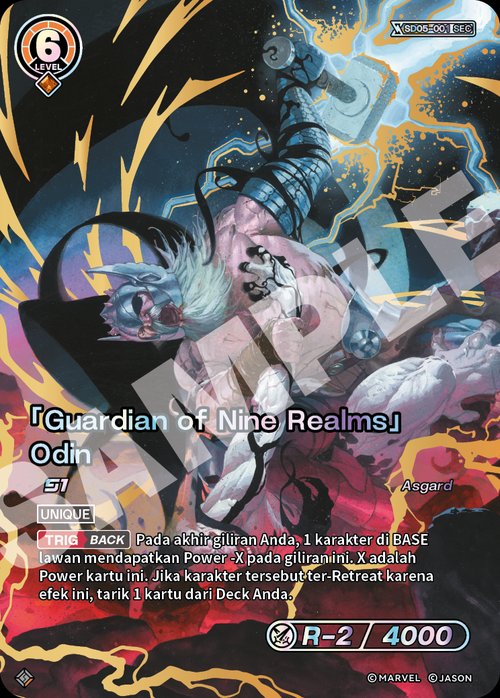 6
LEVEL
SD05-001 SEC
SAMPLE
「Guardian of Nine Realms」
Odin
S1
Asgard
UNIQUE
TRIG BACK Pada akhir giliran Anda, 1 karakter di BASE
lawan mendapatkan Power -X pada giliran ini. X adalah
Power kartu ini. Jika karakter tersebut ter-Retreat karena
efek ini, tarik 1 kartu dari Deck Anda.
R-2 / 4000
©MARVEL ©JASON